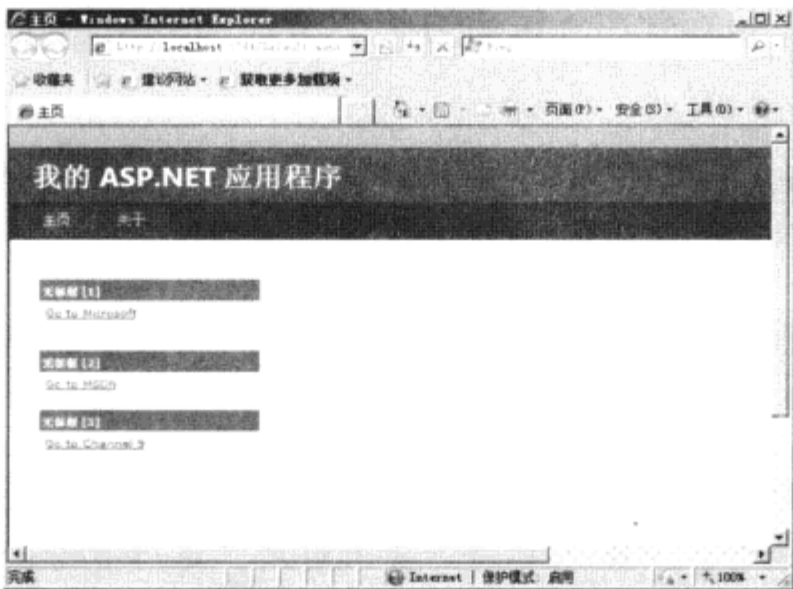 主页 - Windows Internet Explorer
localhost
收藏夹 建议网站 获取更多加载项
主页 页面(P) 安全(S) 工具(O)
我的 ASP.NET 应用程序
主页 关于
无标题 [1]
Go to Microsoft
无标题 [2]
Go to MSDN
无标题 [3]
Go to Channel 9
完成 Internet | 保护模式: 启用 100%